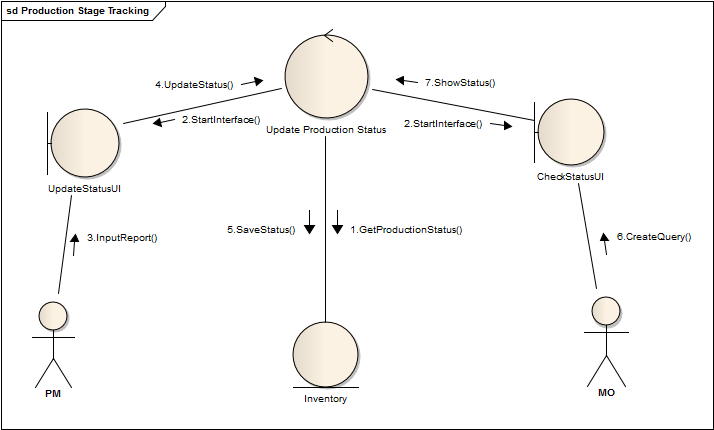 sd Production Stage Tracking
4.UpdateStatus()
7.ShowStatus()
2.StartInterface()
Update Production Status
2.StartInterface()
UpdateStatusUI
CheckStatusUI
3.InputReport()
5.SaveStatus()
1.GetProductionStatus()
6.CreateQuery()
PM
Inventory
MO